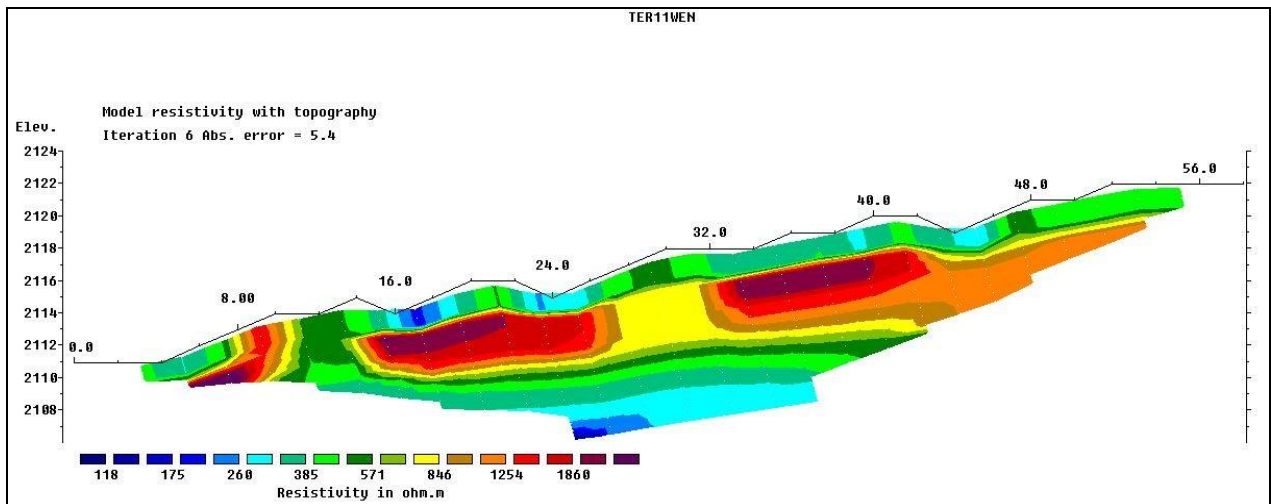 TER11WEN
Model resistivity with topography
Elev.
Iteration 6 Abs. error = 5.4
2124
2122
56.0
48.0
2120
40.0
2118
32.0
2116
24.0
16.0
2114
8.00
2112
0.0
2110
2108
118 175 260 385 571 846 1254 1860
Resistivity in ohm.m